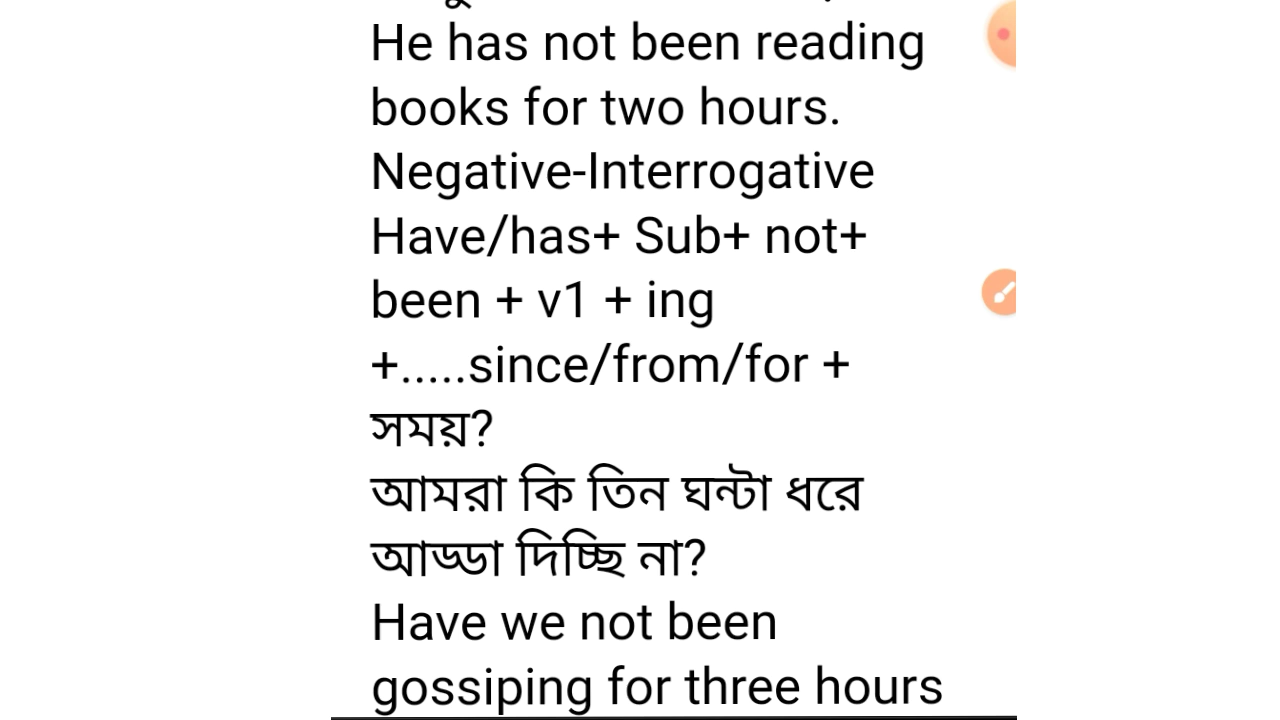 He has not been reading
books for two hours.
Negative-Interrogative
Have/has+ Sub+ not+
been + v1 + ing
+.....since/from/for +
সময়?
আমরা কি তিন ঘন্টা ধরে
আড্ডা দিচ্ছি না?
Have we not been
gossiping for three hours